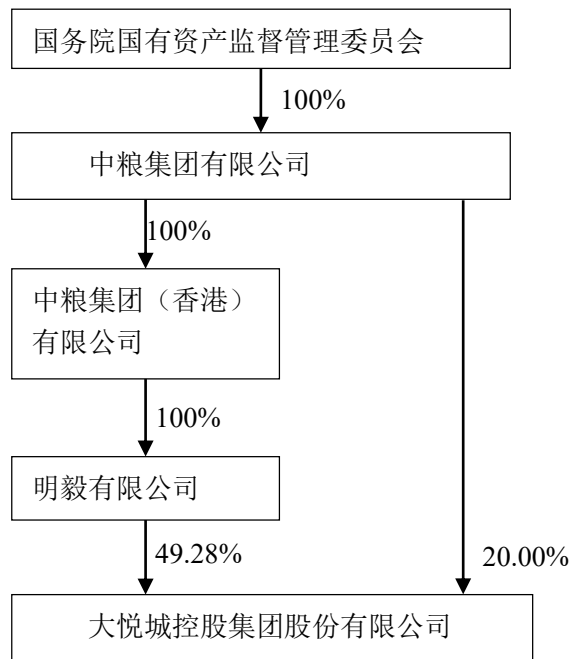 国务院国有资产监督管理委员会
100%
中粮集团有限公司
100%
中粮集团（香港）
有限公司
100%
明毅有限公司
49.28%
20.00%
大悦城控股集团股份有限公司